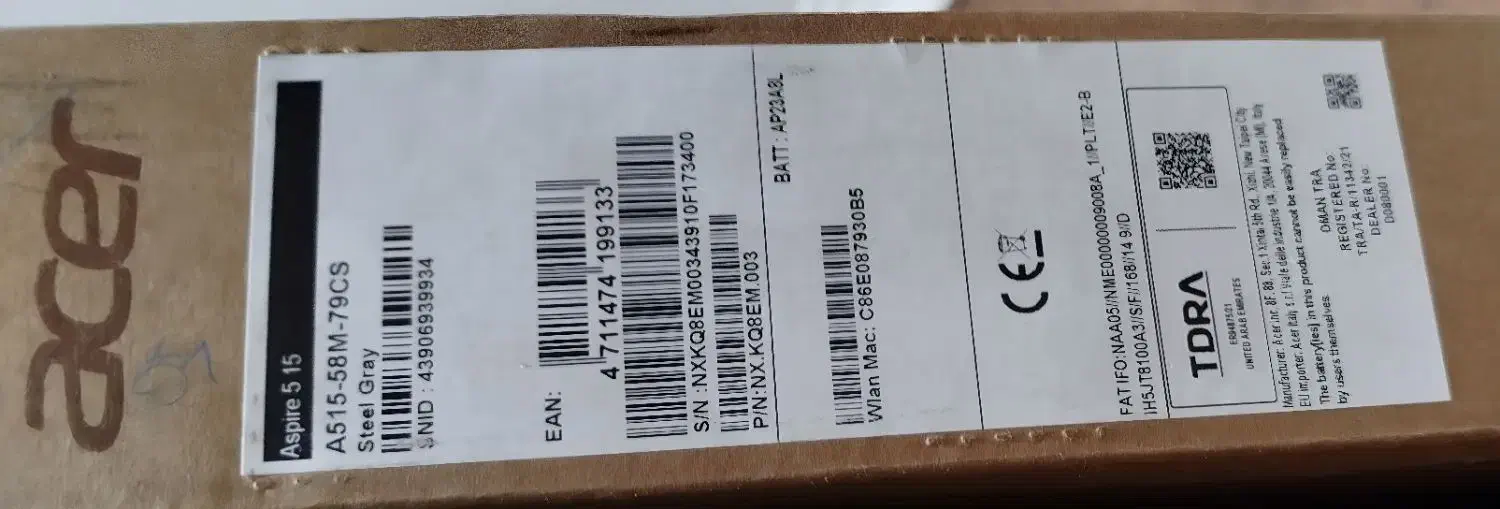 acer
Aspire 5 15
A515-58M-79CS
Steel Gray
SNID : 43906939934
EAN:
4 711474 199133
S/N :NXKQ8EM0034391​0F173400
P/N:NX.KQ8EM.003
BATT : AP23A8L
Wlan Mac: C86E087930B5
CE
FATIFO:NAA05//NME00000009008A_1//PLT//E2-B
IH5JT8100A3//S/F//168//14 9//D
TDRA
UNITED ARAB EMIRATES
Manufacturer: Acer Inc. 8F, 88, Sec.1 Xintai 5th Rd., Xizhi, New Taipei City
EU importer: Acer Italy s.r.l Viale delle Industrie 1/A, 20044 Arese (MI), Italy
The battery(ies) in this product cannot be easily replaced
by users themselves.
OMAN TRA
REGISTERED No:
TRA/TA-R/11342/21
DEALER No:
D080001